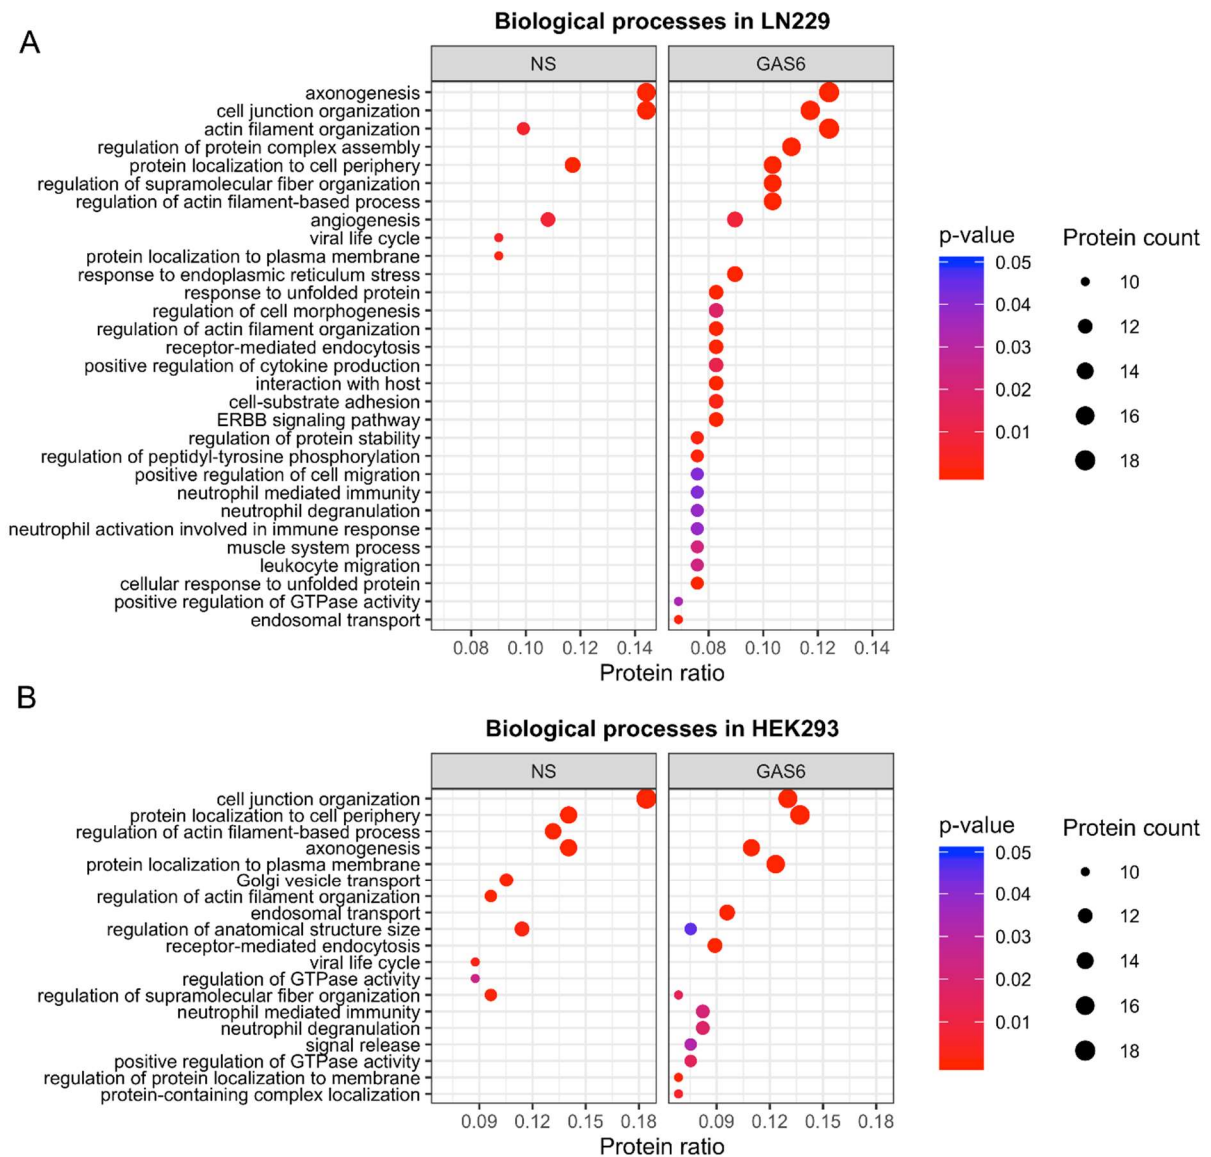 A
Biological processes in LN229
NS
GAS6
axonogenesis
cell junction organization
actin filament organization
regulation of protein complex assembly
protein localization to cell periphery
regulation of supramolecular fiber organization
regulation of actin filament-based process
angiogenesis
viral life cycle
protein localization to plasma membrane
response to endoplasmic reticulum stress
response to unfolded protein
regulation of cell morphogenesis
regulation of actin filament organization
receptor-mediated endocytosis
positive regulation of cytokine production
interaction with host
cell-substrate adhesion
ERBB signaling pathway
regulation of protein stability
regulation of peptidyl-tyrosine phosphorylation
positive regulation of cell migration
neutrophil mediated immunity
neutrophil degranulation
neutrophil activation involved in immune response
muscle system process
leukocyte migration
cellular response to unfolded protein
positive regulation of GTPase activity
endosomal transport
0.08 0.10 0.12 0.14
0.08 0.10 0.12 0.14
Protein ratio
p-value
0.05
0.04
0.03
0.02
0.01
Protein count
10
12
14
16
18
B
Biological processes in HEK293
NS
GAS6
cell junction organization
protein localization to cell periphery
regulation of actin filament-based process
axonogenesis
protein localization to plasma membrane
Golgi vesicle transport
regulation of actin filament organization
endosomal transport
regulation of anatomical structure size
receptor-mediated endocytosis
viral life cycle
regulation of GTPase activity
regulation of supramolecular fiber organization
neutrophil mediated immunity
neutrophil degranulation
signal release
positive regulation of GTPase activity
regulation of protein localization to membrane
protein-containing complex localization
0.09 0.12 0.15 0.18
0.09 0.12 0.15 0.18
Protein ratio
p-value
0.05
0.04
0.03
0.02
0.01
Protein count
10
12
14
16
18